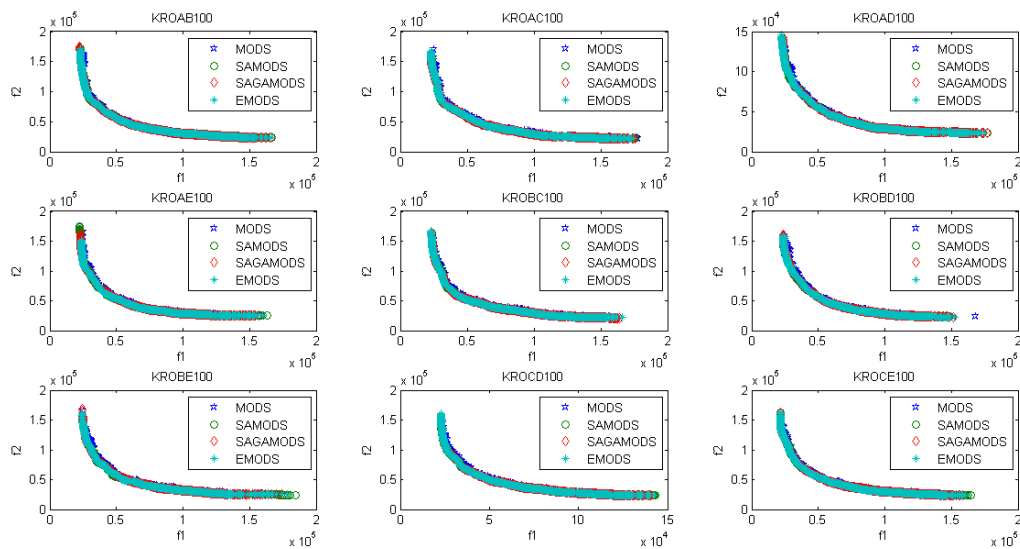 KROAB100
x 10^5
2
1.5
1
0.5
0
f2
MODS
SAMODS
SAGAMODS
EMODS
0 0.5 1 1.5 2
f1
x 10^5
KROAC100
x 10^5
2
1.5
1
0.5
0
f2
MODS
SAMODS
SAGAMODS
EMODS
0 0.5 1 1.5 2
f1
x 10^5
KROAD100
x 10^4
15
10
5
0
f2
MODS
SAMODS
SAGAMODS
EMODS
0 0.5 1 1.5 2
f1
x 10^5
KROAE100
x 10^5
2
1.5
1
0.5
0
f2
MODS
SAMODS
SAGAMODS
EMODS
0 0.5 1 1.5 2
f1
x 10^5
KROBC100
x 10^5
2
1.5
1
0.5
0
f2
MODS
SAMODS
SAGAMODS
EMODS
0 0.5 1 1.5 2
f1
x 10^5
KROBD100
x 10^5
2
1.5
1
0.5
0
f2
MODS
SAMODS
SAGAMODS
EMODS
0 0.5 1 1.5 2
f1
x 10^5
KROBE100
x 10^5
2
1.5
1
0.5
0
f2
MODS
SAMODS
SAGAMODS
EMODS
0 0.5 1 1.5 2
f1
x 10^5
KROCD100
x 10^5
2
1.5
1
0.5
0
f2
MODS
SAMODS
SAGAMODS
EMODS
5 10 15
f1
x 10^4
KROCE100
x 10^5
2
1.5
1
0.5
0
f2
MODS
SAMODS
SAGAMODS
EMODS
0 0.5 1 1.5 2
f1
x 10^5